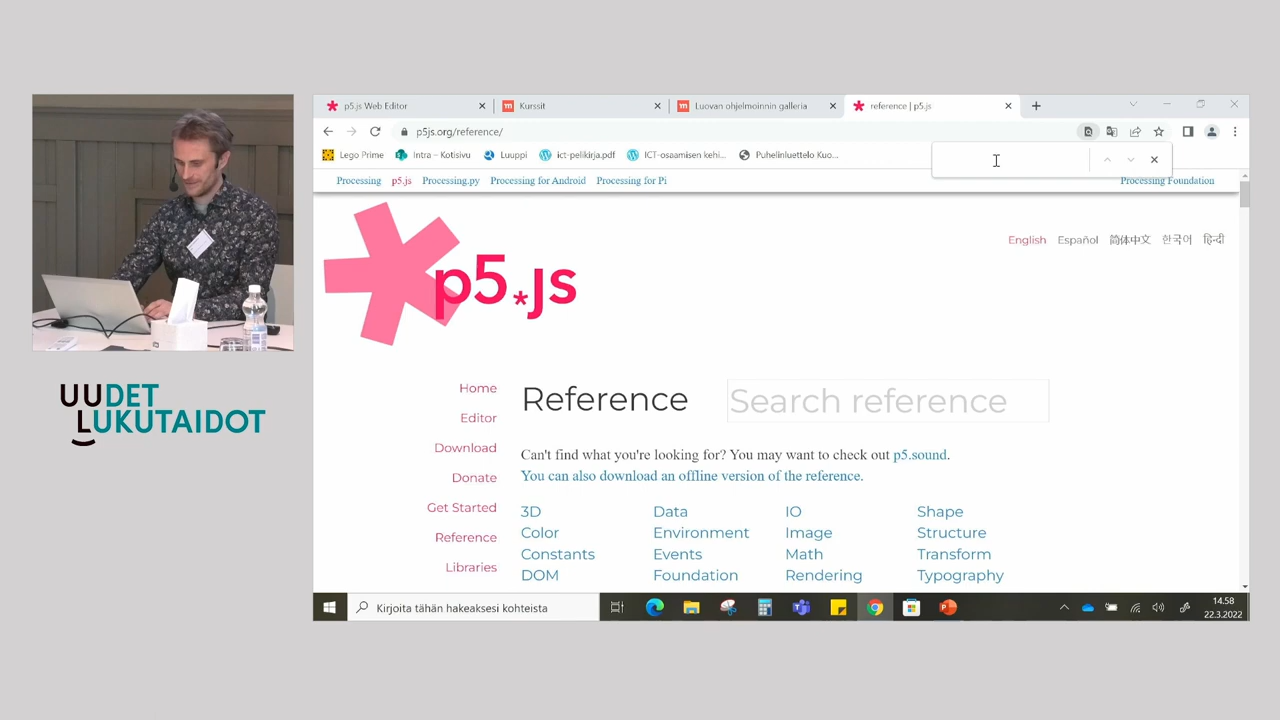 p5.js Web Editor
Kurssit
Luovan ohjelmoinnin galleria
reference | p5.js
p5js.org/reference/
Lego Prime
Intra – Kotisivu
Luuppi
ict-pelikirja.pdf
ICT-osaamisen kehi...
Puhelinluettelo Kuo...
Processing
p5.js
Processing.py
Processing for Android
Processing for Pi
Processing Foundation
English
Español
简体中文
한국어
हिन्दी
p5.js
Home
Editor
Download
Donate
Get Started
Reference
Libraries
Reference
Search reference
Can't find what you're looking for? You may want to check out p5.sound.
You can also download an offline version of the reference.
3D
Data
IO
Shape
Color
Environment
Image
Structure
Constants
Events
Math
Transform
DOM
Foundation
Rendering
Typography
Kirjoita tähän hakeaksesi kohteista
14.58
22.3.2022
UUDET
LUKUTAIDOT